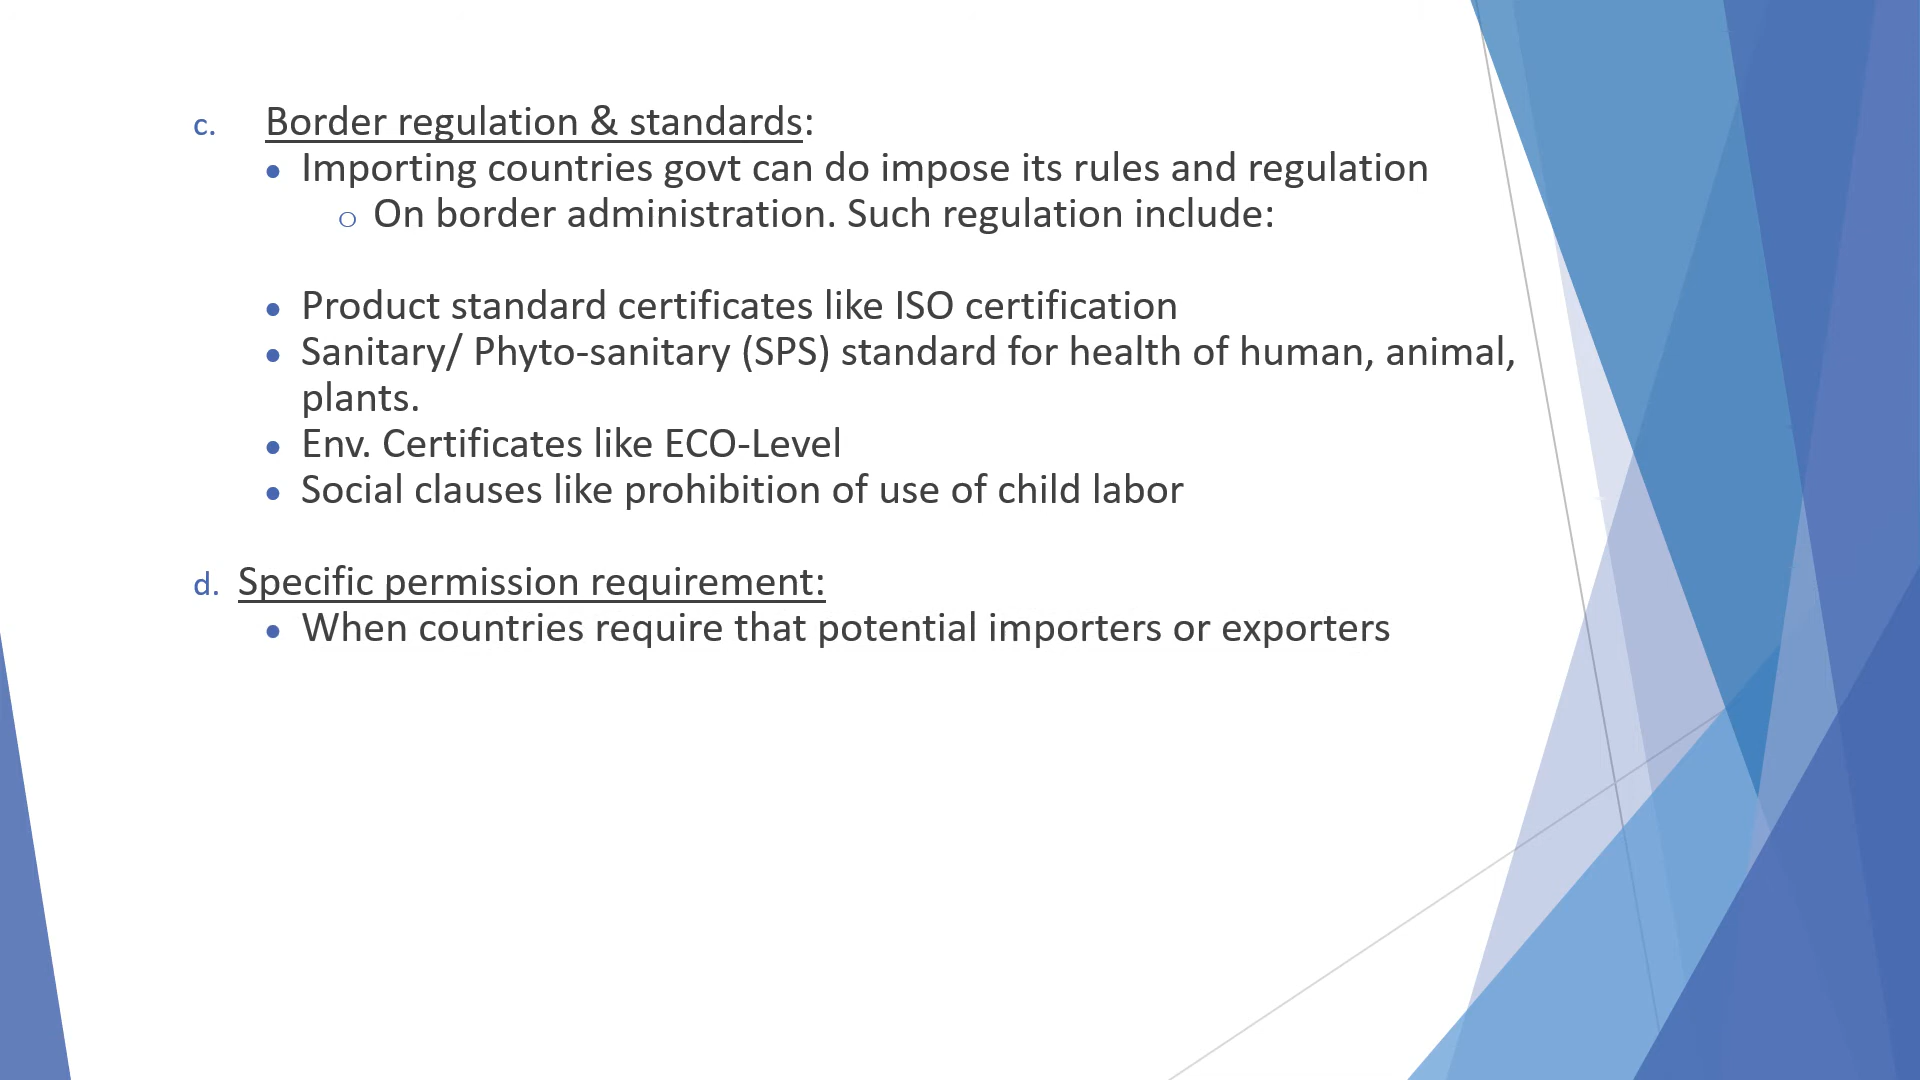 c. Border regulation & standards:
• Importing countries govt can do impose its rules and regulation
o On border administration. Such regulation include:
• Product standard certificates like ISO certification
• Sanitary/ Phyto-sanitary (SPS) standard for health of human, animal,
plants.
• Env. Certificates like ECO-Level
• Social clauses like prohibition of use of child labor
d. Specific permission requirement:
• When countries require that potential importers or exporters